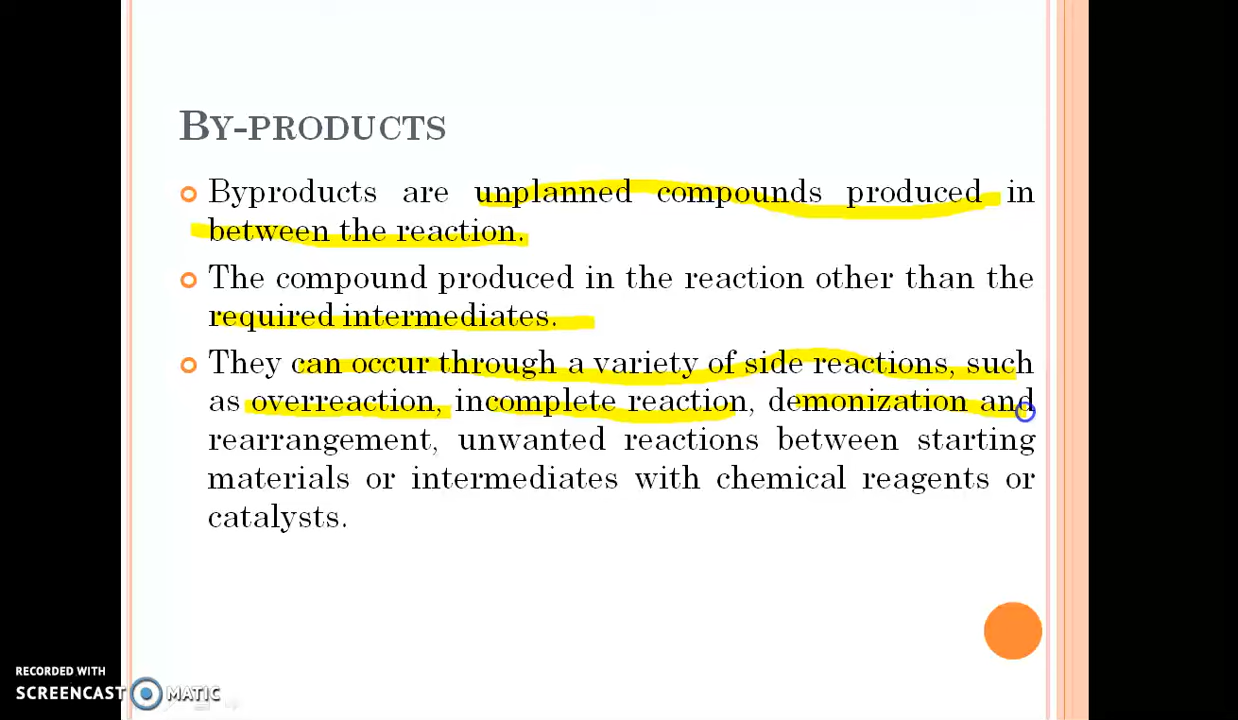 BY-PRODUCTS
Byproducts are unplanned compounds produced in
between the reaction.
The compound produced in the reaction other than the
required intermediates.
They can occur through a variety of side reactions, such
as overreaction, incomplete reaction, demonization and
rearrangement, unwanted reactions between starting
materials or intermediates with chemical reagents or
catalysts.
RECORDED WITH
SCREENCAST MATIC